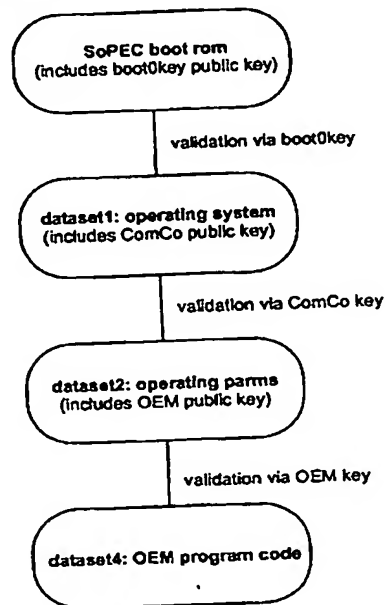 SoPEC boot rom
(includes boot0key public key)
validation via boot0key
dataset1: operating system
(includes ComCo public key)
validation via ComCo key
dataset2: operating parms
(includes OEM public key)
validation via OEM key
dataset4: OEM program code